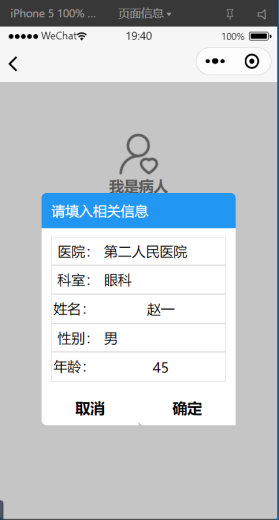 iPhone 5 100% ...
页面信息
WeChat
19:40
100%
我是病人
请填入相关信息
医院： 第二人民医院
科室： 眼科
姓名： 赵一
性别： 男
年龄： 45
取消 确定